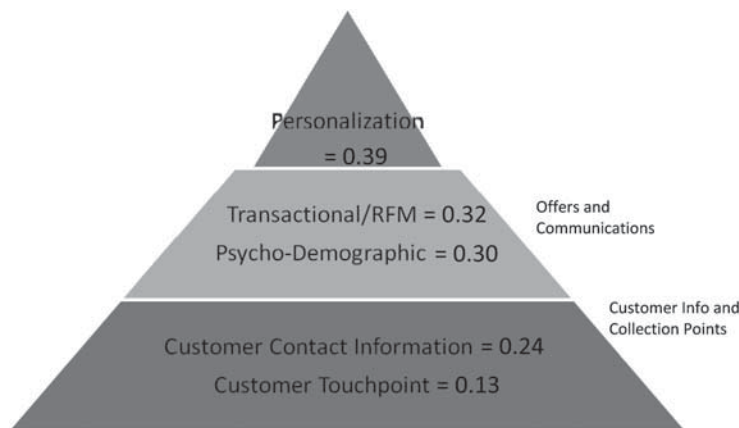 Personalization
= 0.39
Transactional/RFM = 0.32
Psycho-Demographic = 0.30
Offers and
Communications
Customer Info and
Collection Points
Customer Contact Information = 0.24
Customer Touchpoint = 0.13